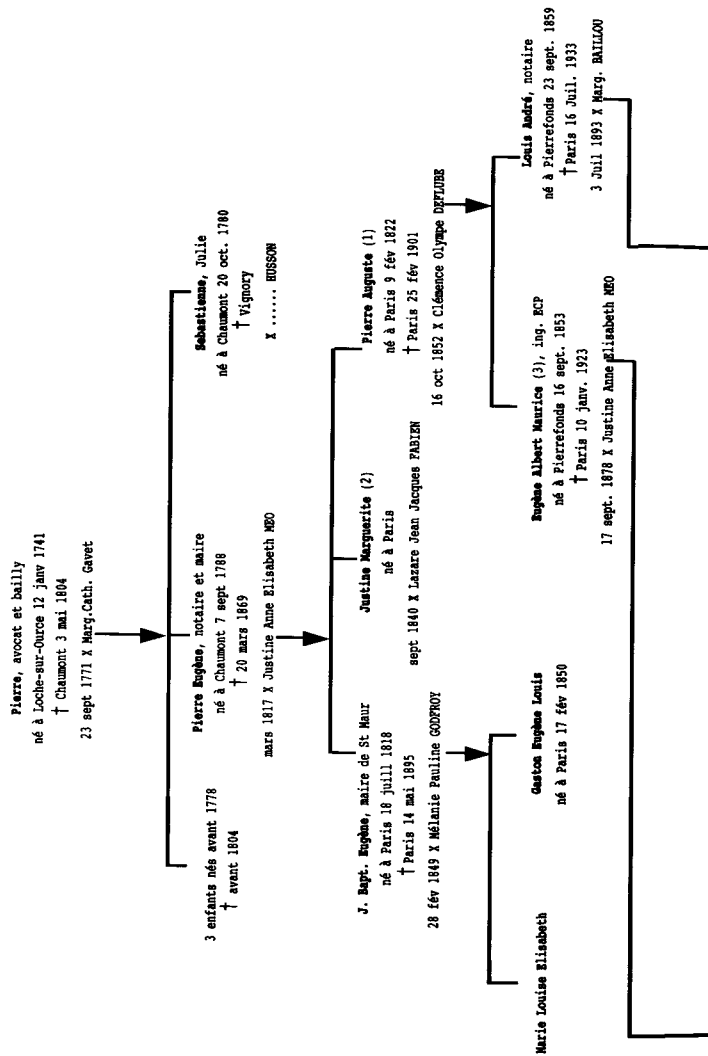 Pierre, avocat et bailly
né à Loche-sur-Ource 12 janv 1741
† Chaumont 3 mai 1804
23 sept 1771 X Marg.Cath. Gavet
3 enfants nés avant 1778
† avant 1804
Pierre Eugène, notaire et maire
né à Chaumont 7 sept 1788
† 20 mars 1869
mars 1817 X Justine Anne Elisabeth MEO
Sebastienne, Julie
né à Chaumont 20 oct. 1780
† Vignory
X ...... HUSSON
J. Bapt. Eugène, maire de St Maur
né à Paris 18 juill 1818
† Paris 14 mai 1895
28 fév 1849 X Mélanie Pauline GODFROY
Justine Marguerite (2)
né à Paris
sept 1840 X Lazare Jean Jacques FABIEN
Pierre Auguste (1)
né à Paris 9 fév 1822
† Paris 25 fév 1901
16 oct 1852 X Clémence Olympe DEFLUBE
Marie Louise Elisabeth
Gaston Eugène Louis
né à Paris 17 fév 1850
Eugène Albert Maurice (3), ing. ECP
né à Pierrefonds 16 sept. 1853
† Paris 10 janv. 1923
17 sept. 1878 X Justine Anne Elisabeth MEO
Louis André, notaire
né à Pierrefonds 23 sept. 1859
† Paris 16 Juil. 1933
3 Juil 1893 X Marg. BAILLOU